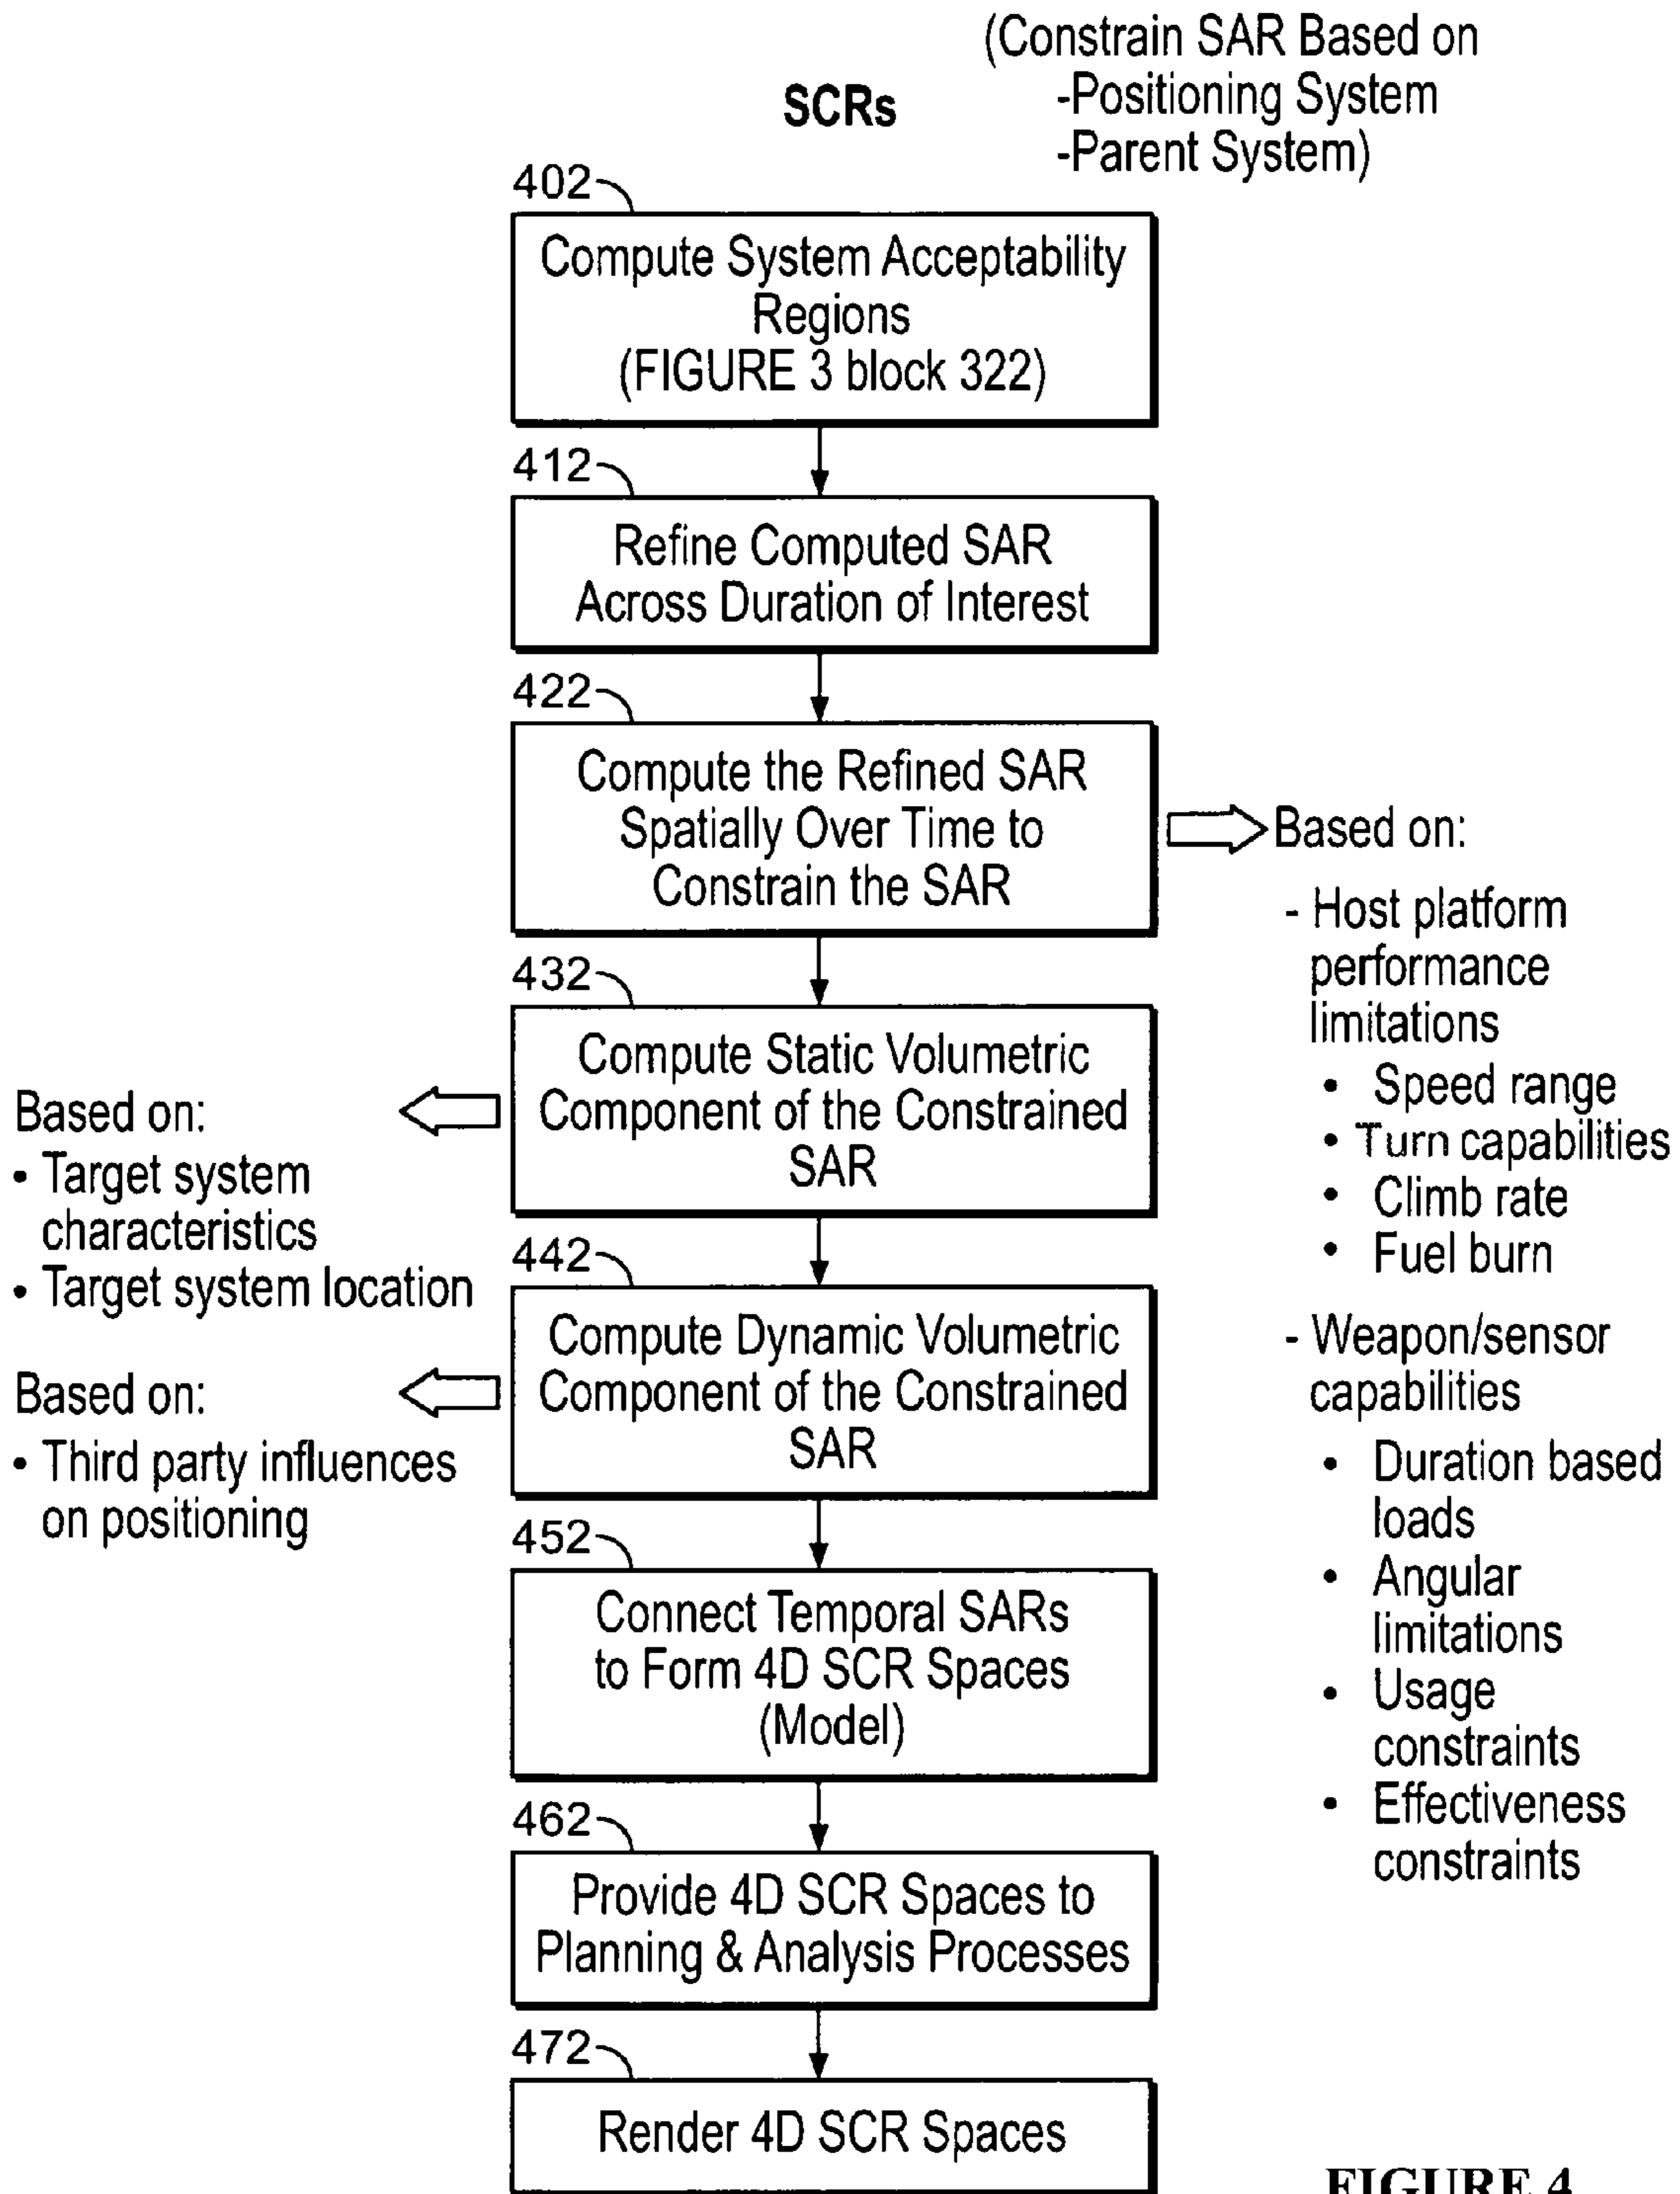 (Constrain SAR Based on
-Positioning System
-Parent System)
SCRs
402
Compute System Acceptability
Regions
(FIGURE 3 block 322)
412
Refine Computed SAR
Across Duration of Interest
422
Compute the Refined SAR
Spatially Over Time to
Constrain the SAR
Based on:
- Host platform
performance
limitations
• Speed range
• Turn capabilities
• Climb rate
• Fuel burn
- Weapon/sensor
capabilities
• Duration based
loads
• Angular
limitations
• Usage
constraints
• Effectiveness
constraints
432
Compute Static Volumetric
Component of the Constrained
SAR
Based on:
• Target system
characteristics
• Target system location
442
Compute Dynamic Volumetric
Component of the Constrained
SAR
Based on:
• Third party influences
on positioning
452
Connect Temporal SARs
to Form 4D SCR Spaces
(Model)
462
Provide 4D SCR Spaces to
Planning & Analysis Processes
472
Render 4D SCR Spaces
FIGURE 4